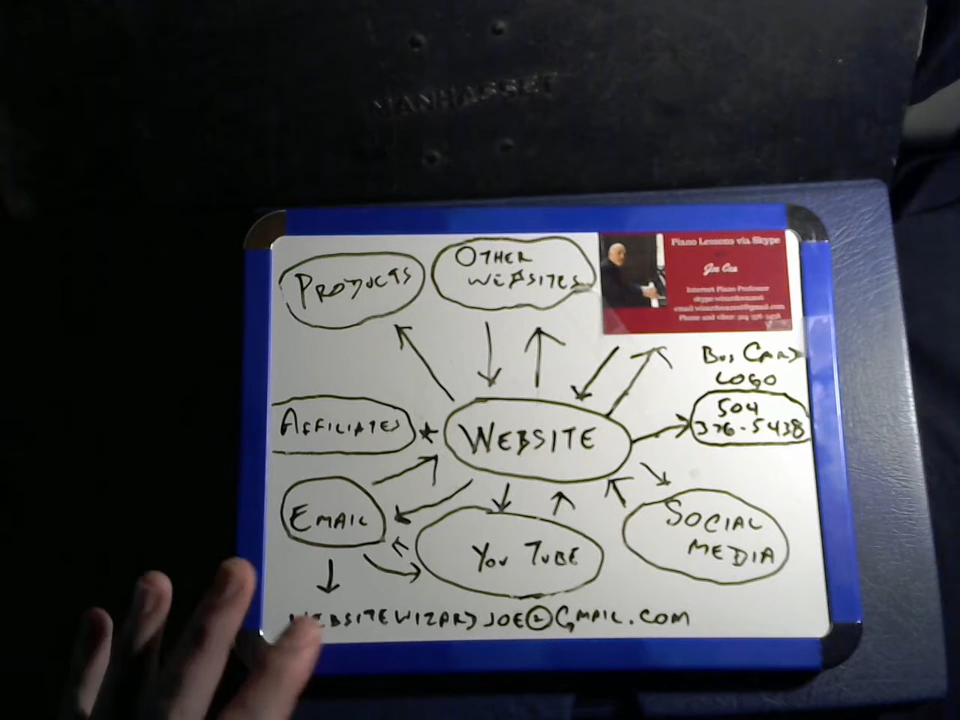 MANHASSET
PRODUCTS
OTHER
WEBSITES
Piano Lessons via Skype
Joe
Internet Piano Professor
BUS CARD
LOGO
504
376-5438
AFFILIATES *
WEBSITE
EMAIL
YOU TUBE
SOCIAL
MEDIA
WEBSITEWIZARDJOE@GMAIL.COM